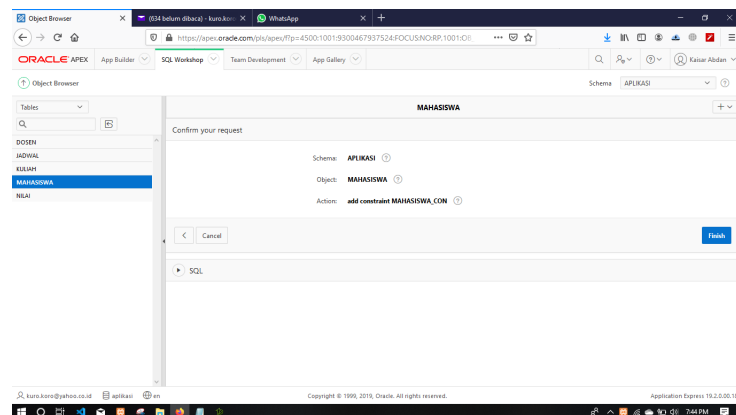 Object Browser
(634 belum dibaca) - kuro.koro
WhatsApp
https://apex.oracle.com/pls/apex/f?p=4500:1001:9300467937524:FOCUS:NO:RP,1001:OB
ORACLE APEX App Builder SQL Workshop Team Development App Gallery Kaisar Abdan
Object Browser Schema APLIKASI
Tables
MAHASISWA
Confirm your request
DOSEN
JADWAL
KULIAH
MAHASISWA
NILAI
Schema: APLIKASI
Object: MAHASISWA
Action: add constraint MAHASISWA_CON
Cancel Finish
SQL
kuro.koro@yahoo.co.id aplikasi en Copyright © 1999, 2019, Oracle. All rights reserved. Application Express 19.2.0.00.18
7:44 PM